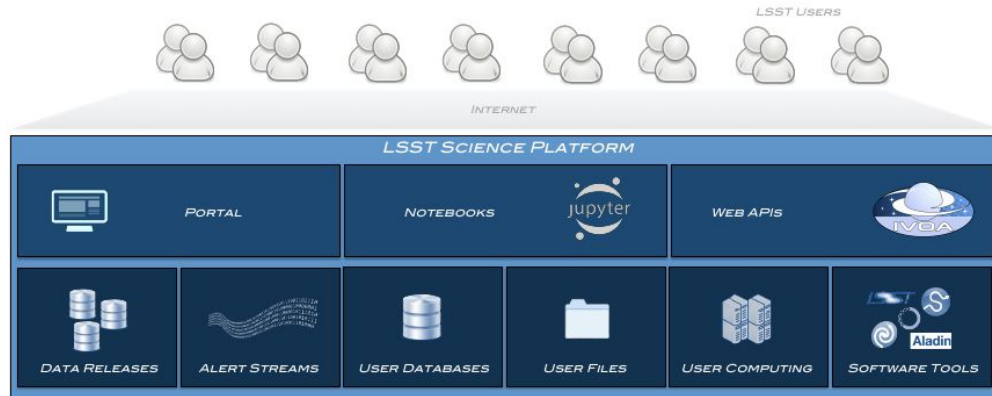 LSST USERS
INTERNET
LSST SCIENCE PLATFORM
PORTAL
NOTEBOOKS
jupyter
WEB APIS
IVOA
DATA RELEASES
ALERT STREAMS
USER DATABASES
USER FILES
USER COMPUTING
LSST
Aladin
SOFTWARE TOOLS